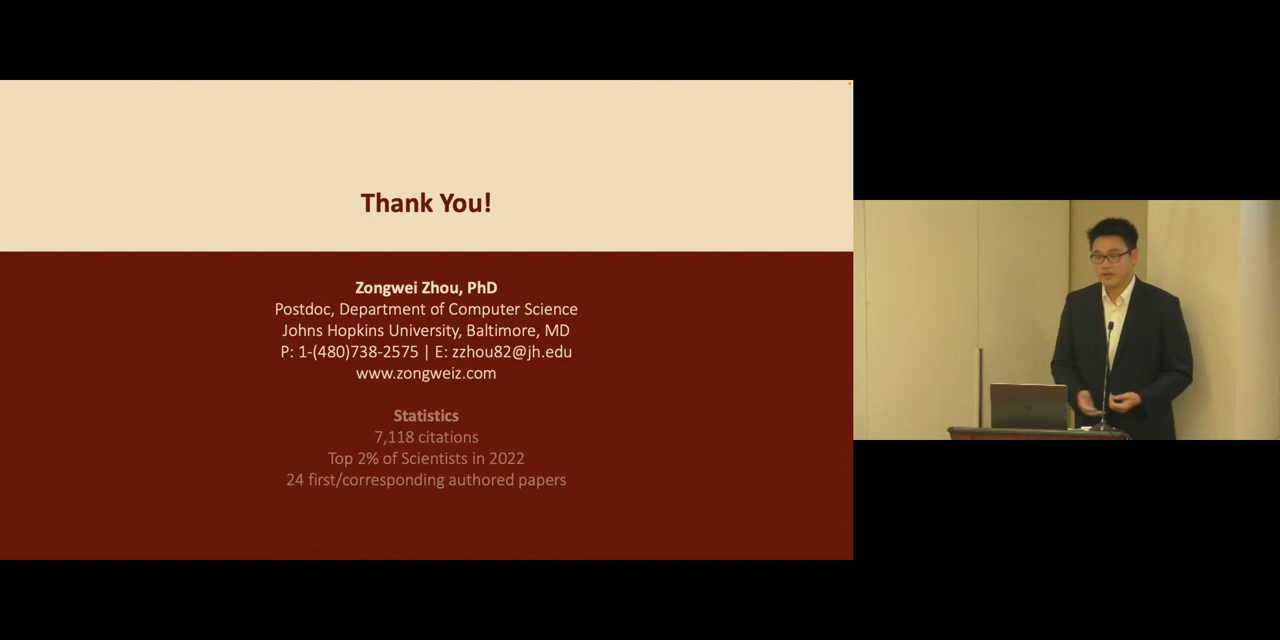 Thank You!
Zongwei Zhou, PhD
Postdoc, Department of Computer Science
Johns Hopkins University, Baltimore, MD
P: 1-(480)738-2575 | E: zzhou82@jh.edu
www.zongweiz.com
Statistics
7,118 citations
Top 2% of Scientists in 2022
24 first/corresponding authored papers